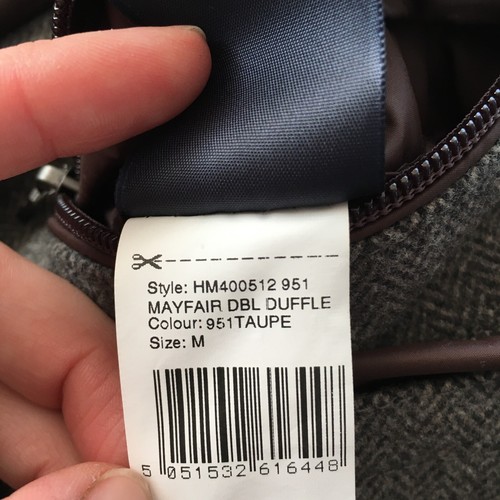 Style: HM400512 951
MAYFAIR DBL DUFFLE
Colour: 951TAUPE
Size: M
5 051532 616448